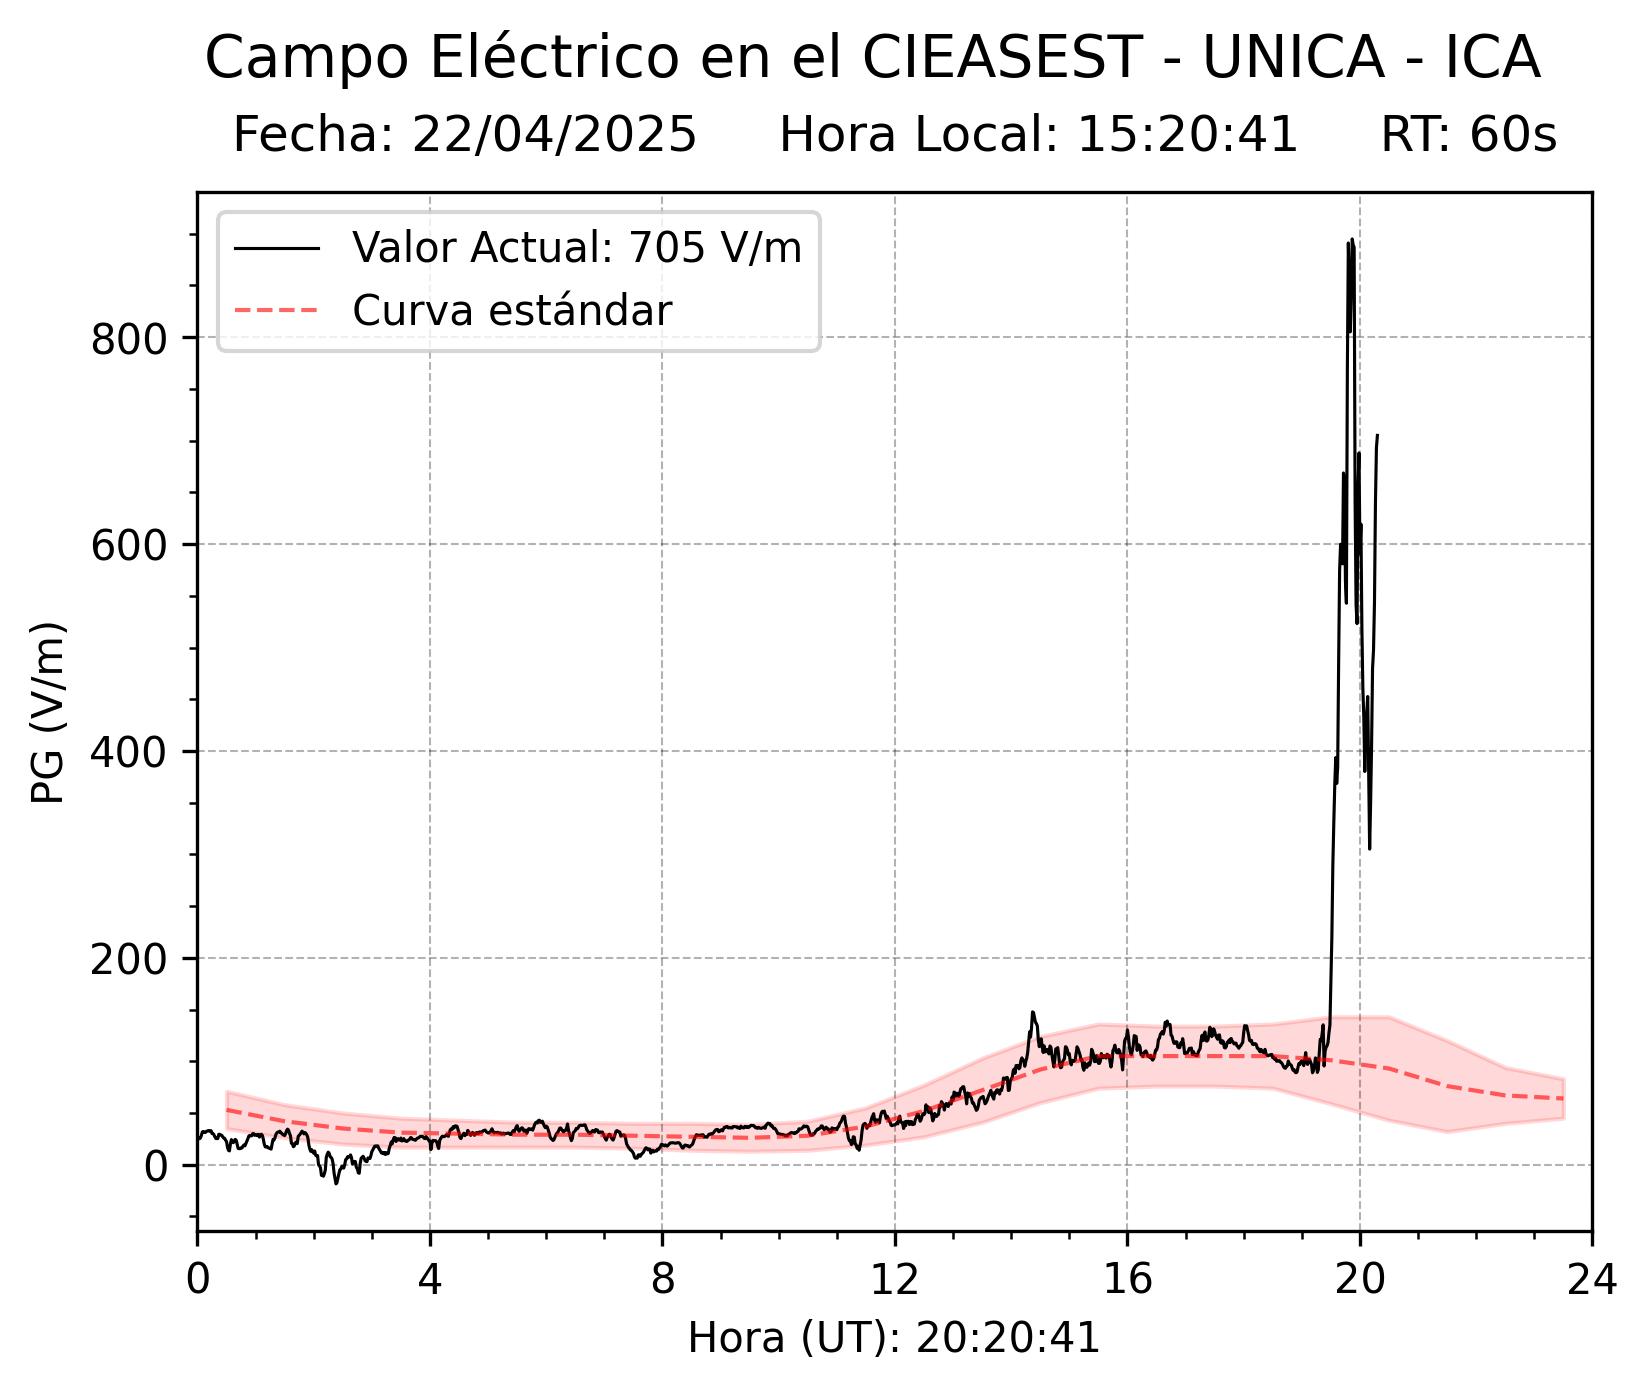 Campo Eléctrico en el CIEASEST - UNICA - ICA
Fecha: 22/04/2025 Hora Local: 15:20:41 RT: 60s
Valor Actual: 705 V/m
Curva estándar
PG (V/m)
800
600
400
200
0
0 4 8 12 16 20 24
Hora (UT): 20:20:41